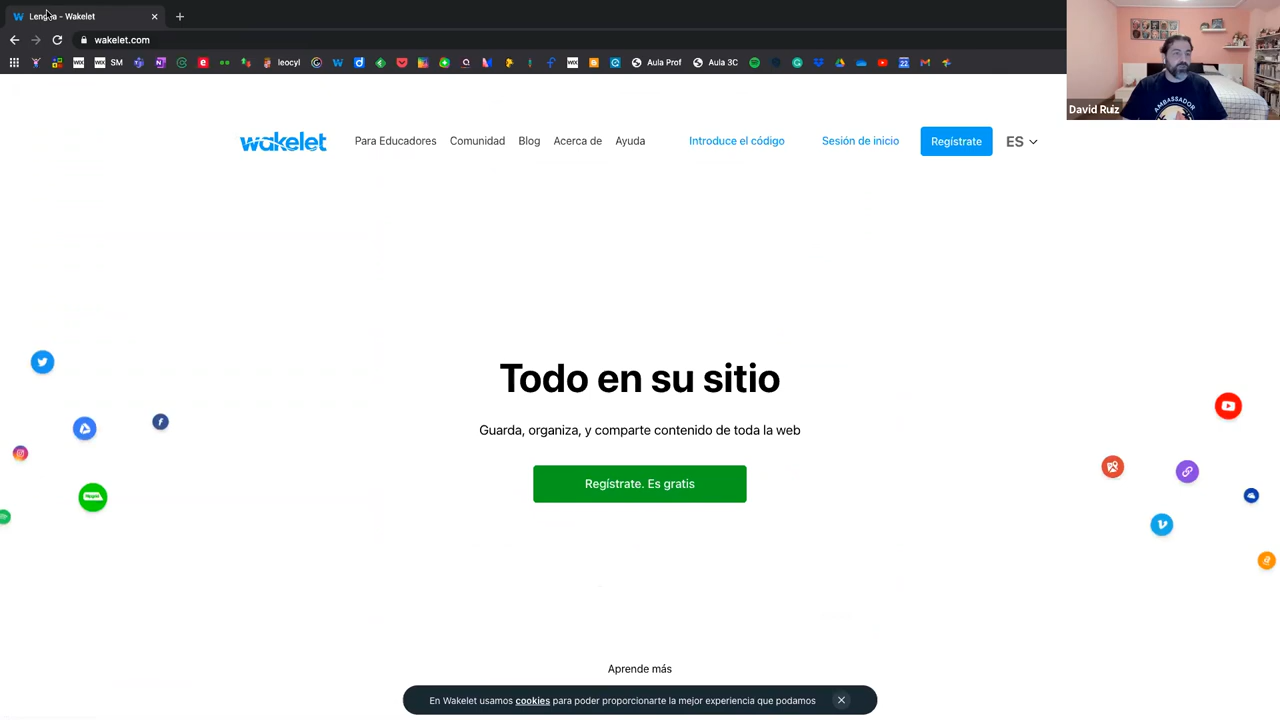 Lengua - Wakelet
wakelet.com
SM
leocyl
Aula Prof
Aula 3C
AMBASSADOR
David Ruiz
wakelet
Para Educadores
Comunidad
Blog
Acerca de
Ayuda
Introduce el código
Sesión de inicio
Regístrate
ES
Todo en su sitio
Guarda, organiza, y comparte contenido de toda la web
Regístrate. Es gratis
Aprende más
En Wakelet usamos cookies para poder proporcionarte la mejor experiencia que podamos